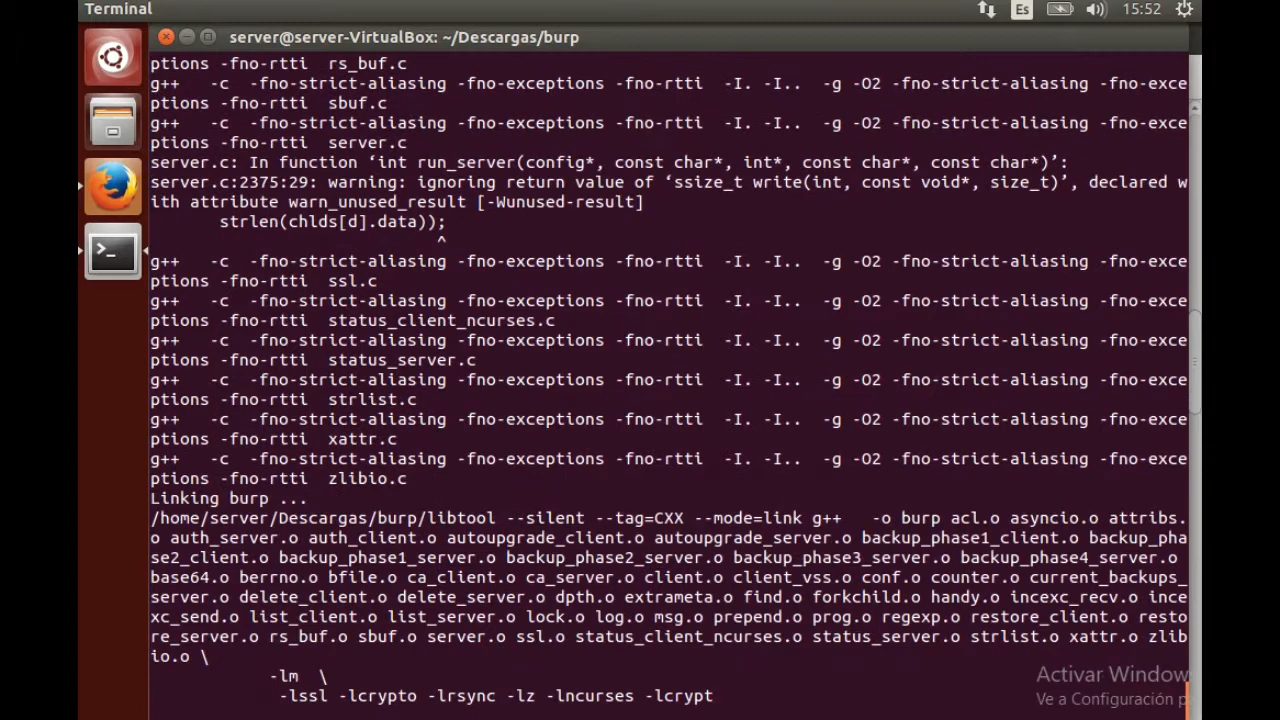 Terminal
Es
15:52
server@server-VirtualBox: ~/Descargas/burp
ptions -fno-rtti  rs_buf.c
g++   -c  -fno-strict-aliasing -fno-exceptions -fno-rtti  -I. -I..  -g -O2 -fno-strict-aliasing -fno-exce
ptions -fno-rtti  sbuf.c
g++   -c  -fno-strict-aliasing -fno-exceptions -fno-rtti  -I. -I..  -g -O2 -fno-strict-aliasing -fno-exce
ptions -fno-rtti  server.c
server.c: In function ‘int run_server(config*, const char*, int*, const char*, const char*)’:
server.c:2375:29: warning: ignoring return value of ‘ssize_t write(int, const void*, size_t)’, declared w
ith attribute warn_unused_result [-Wunused-result]
       strlen(chlds[d].data));
                             ^
g++   -c  -fno-strict-aliasing -fno-exceptions -fno-rtti  -I. -I..  -g -O2 -fno-strict-aliasing -fno-exce
ptions -fno-rtti  ssl.c
g++   -c  -fno-strict-aliasing -fno-exceptions -fno-rtti  -I. -I..  -g -O2 -fno-strict-aliasing -fno-exce
ptions -fno-rtti  status_client_ncurses.c
g++   -c  -fno-strict-aliasing -fno-exceptions -fno-rtti  -I. -I..  -g -O2 -fno-strict-aliasing -fno-exce
ptions -fno-rtti  status_server.c
g++   -c  -fno-strict-aliasing -fno-exceptions -fno-rtti  -I. -I..  -g -O2 -fno-strict-aliasing -fno-exce
ptions -fno-rtti  strlist.c
g++   -c  -fno-strict-aliasing -fno-exceptions -fno-rtti  -I. -I..  -g -O2 -fno-strict-aliasing -fno-exce
ptions -fno-rtti  xattr.c
g++   -c  -fno-strict-aliasing -fno-exceptions -fno-rtti  -I. -I..  -g -O2 -fno-strict-aliasing -fno-exce
ptions -fno-rtti  zlibio.c
Linking burp ...
/home/server/Descargas/burp/libtool --silent --tag=CXX --mode=link g++   -o burp acl.o asyncio.o attribs.
o auth_server.o auth_client.o autoupgrade_client.o autoupgrade_server.o backup_phase1_client.o backup_pha
se2_client.o backup_phase1_server.o backup_phase2_server.o backup_phase3_server.o backup_phase4_server.o
base64.o berrno.o bfile.o ca_client.o ca_server.o client.o client_vss.o conf.o counter.o current_backups_
server.o delete_client.o delete_server.o dpth.o extrameta.o find.o forkchild.o handy.o incexc_recv.o ince
xc_send.o list_client.o list_server.o lock.o log.o msg.o prepend.o prog.o regexp.o restore_client.o resto
re_server.o rs_buf.o sbuf.o server.o ssl.o status_client_ncurses.o status_server.o strlist.o xattr.o zlib
io.o \
            -lm  \
             -lssl -lcrypto -lrsync -lz -lncurses -lcrypt
Activar Window
Ve a Configuración p